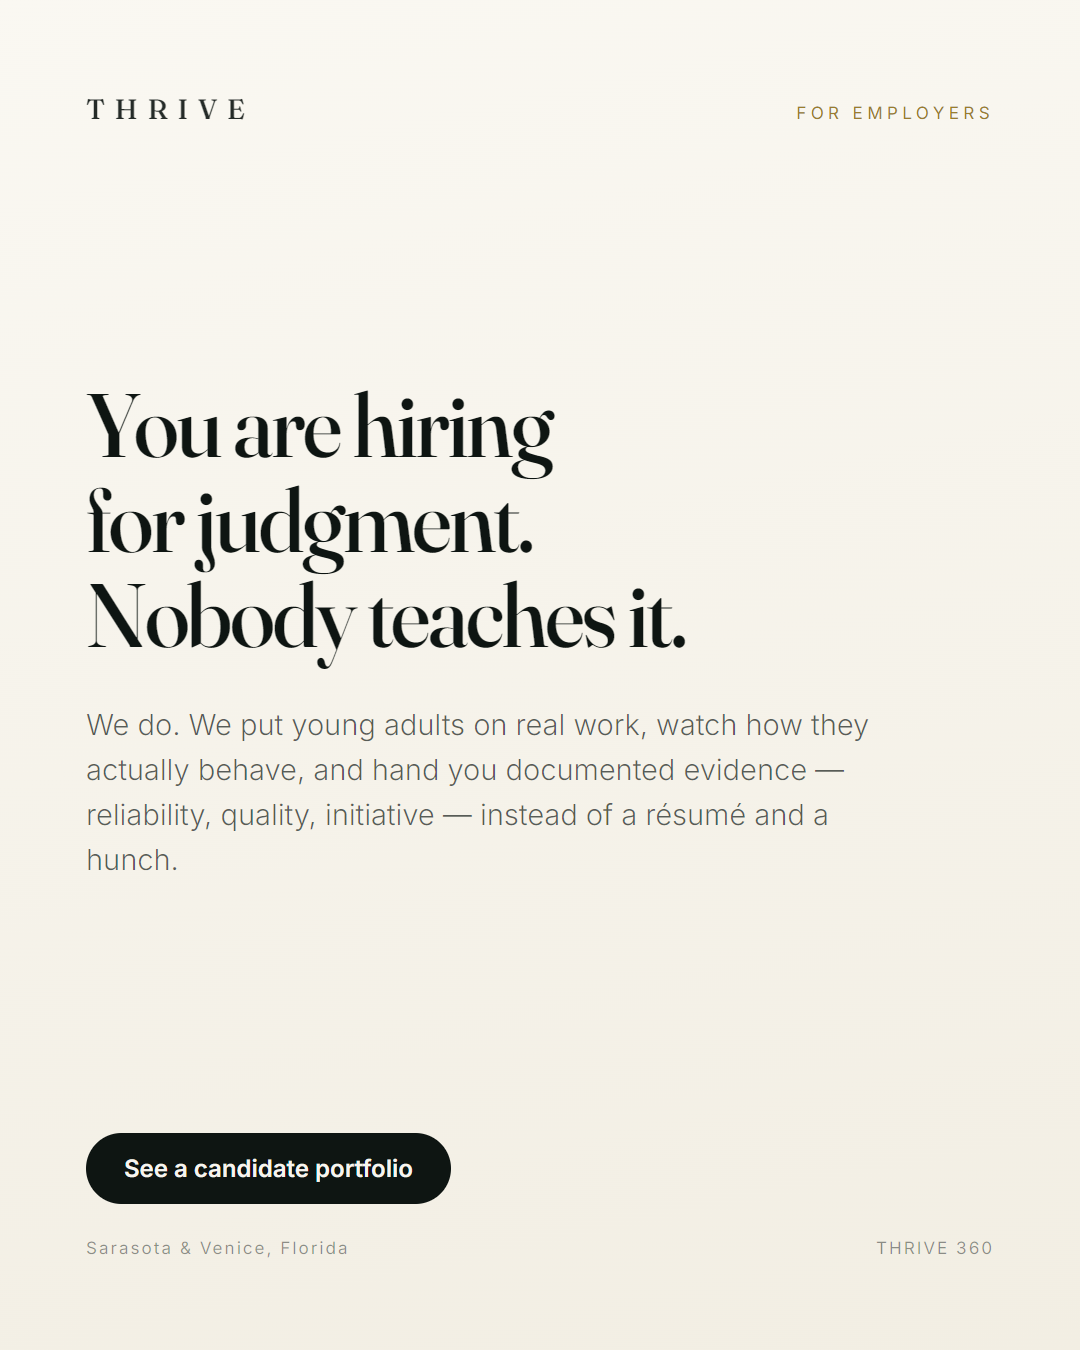 THRIVE
FOR EMPLOYERS
You are hiring
for judgment.
Nobody teaches it.
We do. We put young adults on real work, watch how they
actually behave, and hand you documented evidence —
reliability, quality, initiative — instead of a résumé and a
hunch.
See a candidate portfolio
Sarasota & Venice, Florida
THRIVE 360